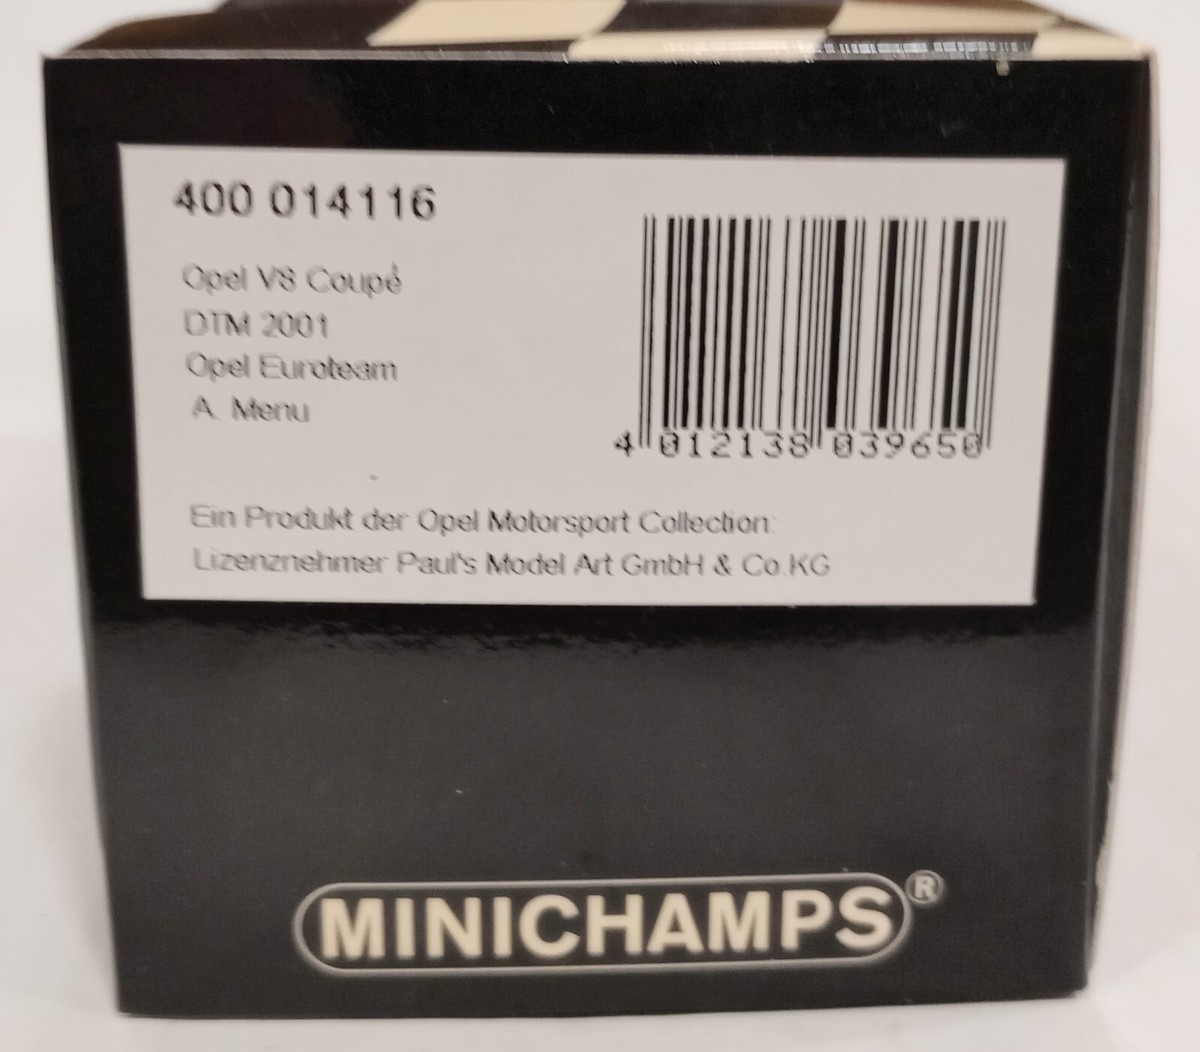 400 014116
Opel V8 Coupé
DTM 2001
Opel Euroteam
A. Menu
4 012138 039650
Ein Produkt der Opel Motorsport Collection:
Lizenznehmer Paul's Model Art GmbH & Co.KG
MINICHAMPS®